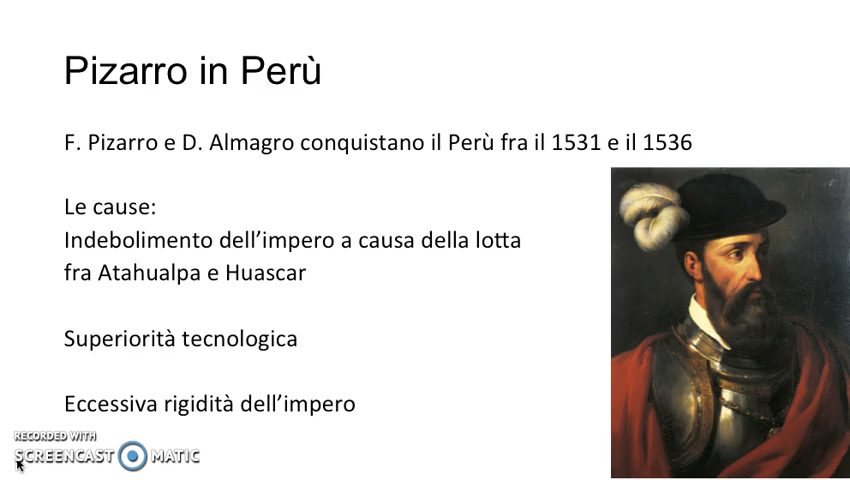 Pizarro in Perù
F. Pizarro e D. Almagro conquistano il Perù fra il 1531 e il 1536
Le cause:
Indebolimento dell’impero a causa della lotta
fra Atahualpa e Huascar
Superiorità tecnologica
Eccessiva rigidità dell’impero
RECORDED WITH
SCREENCAST MATIC